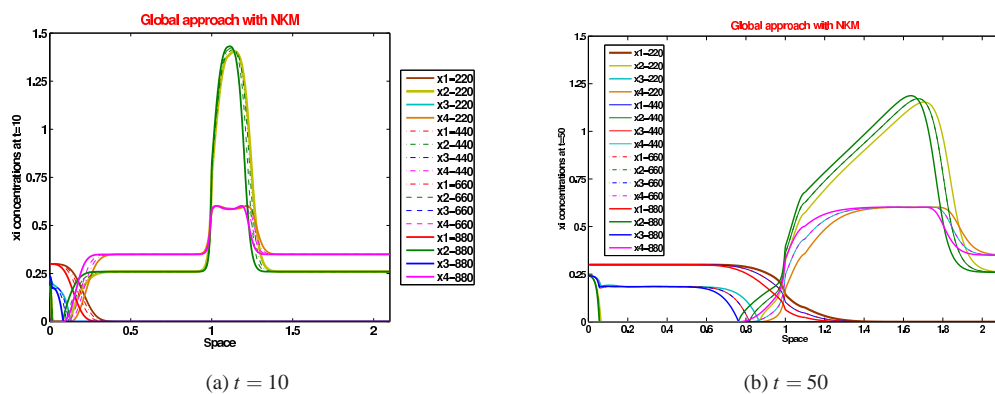 Global approach with NKM
xi concentrations at t=10
1.5
1.25
1
0.75
0.5
0.25
0
0
0.5
1
1.5
2
Space
x1-220
x2-220
x3-220
x4-220
x1-440
x2-440
x3-440
x4-440
x1-660
x2-660
x3-660
x4-660
x1-880
x2-880
x3-880
x4-880
(a) t = 10
Global approach with NKM
xi concentrations at t=50
1.5
1.25
1
0.75
0.5
0.25
0
0
0.2
0.4
0.6
0.8
1
1.2
1.4
1.6
1.8
2
Space
x1-220
x2-220
x3-220
x4-220
x1-440
x2-440
x3-440
x4-440
x1-660
x2-660
x3-660
x4-660
x1-880
x2-880
x3-880
x4-880
(b) t = 50